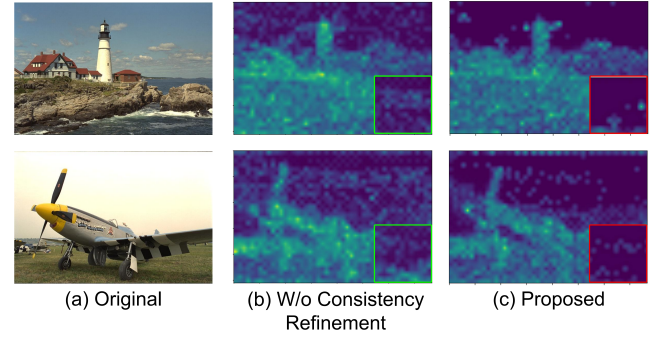 (a) Original
(b) W/o Consistency
Refinement
(c) Proposed